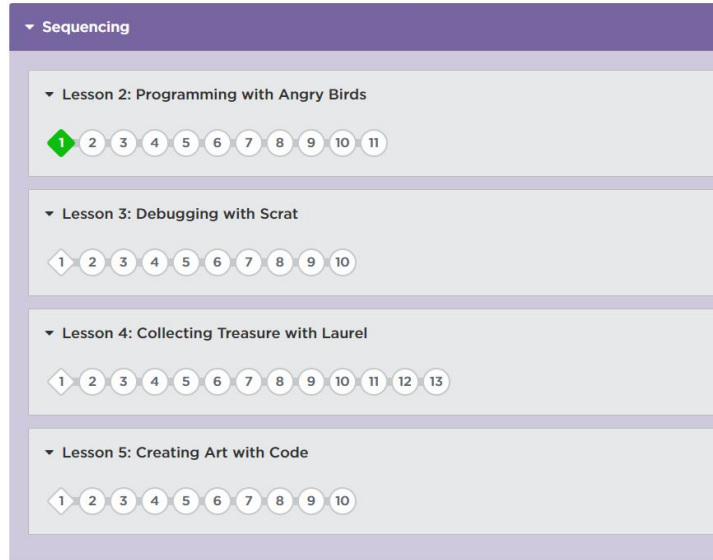 Sequencing
Lesson 2: Programming with Angry Birds
1 2 3 4 5 6 7 8 9 10 11
Lesson 3: Debugging with Scrat
1 2 3 4 5 6 7 8 9 10
Lesson 4: Collecting Treasure with Laurel
1 2 3 4 5 6 7 8 9 10 11 12 13
Lesson 5: Creating Art with Code
1 2 3 4 5 6 7 8 9 10